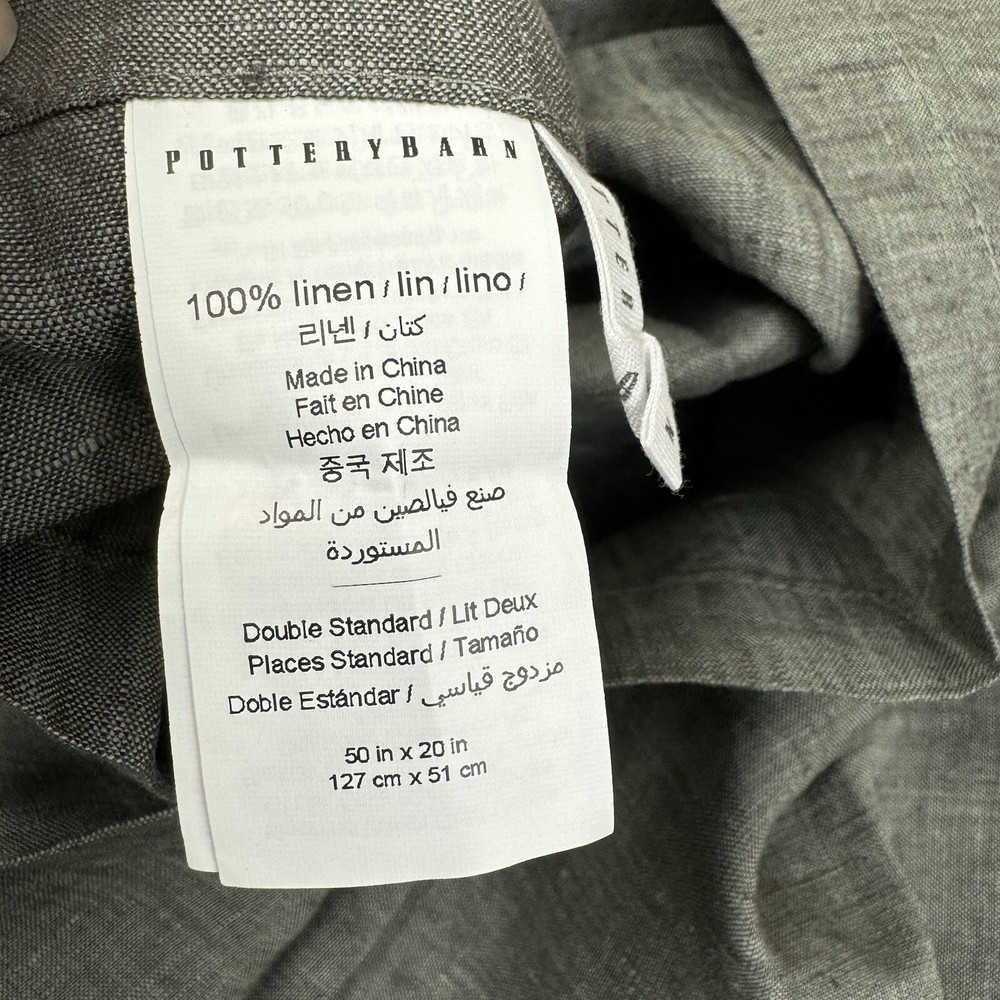 POTTERYBARN
100% linen / lin / lino /
리넨 / كتان
Made in China
Fait en Chine
Hecho en China
중국 제조
صنع فيالصين من المواد
المستوردة
Double Standard / Lit Deux
Places Standard / Tamaño
Doble Estándar / مزدوج قياسي
50 in x 20 in
127 cm x 51 cm